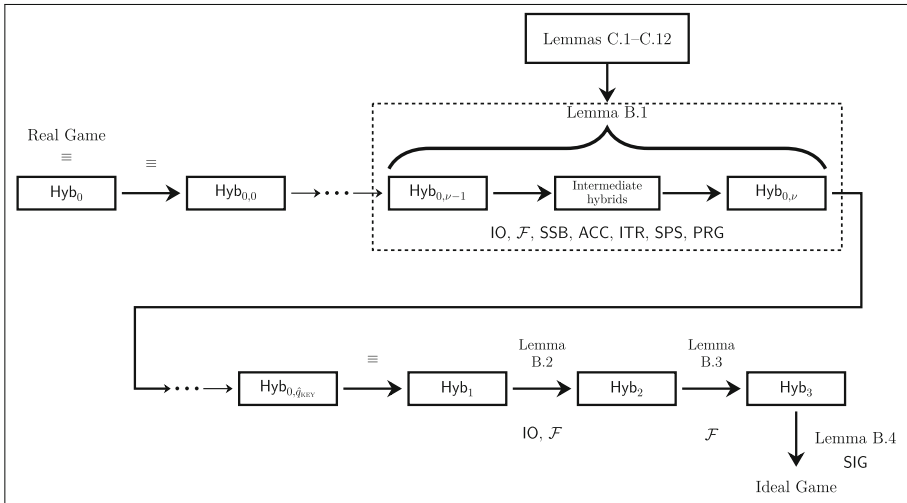 Lemmas C.1–C.12
Lemma B.1
Real Game
≡
≡
Hyb₀
Hyb₀,₀
···
Hyb₀,ν₋₁
Intermediate
hybrids
Hyb₀,ν
IO, ℱ, SSB, ACC, ITR, SPS, PRG
···
Hyb₀,q̂_KEY
≡
Hyb₁
Lemma
B.2
Hyb₂
Lemma
B.3
Hyb₃
IO, ℱ
ℱ
Lemma B.4
SIG
Ideal Game